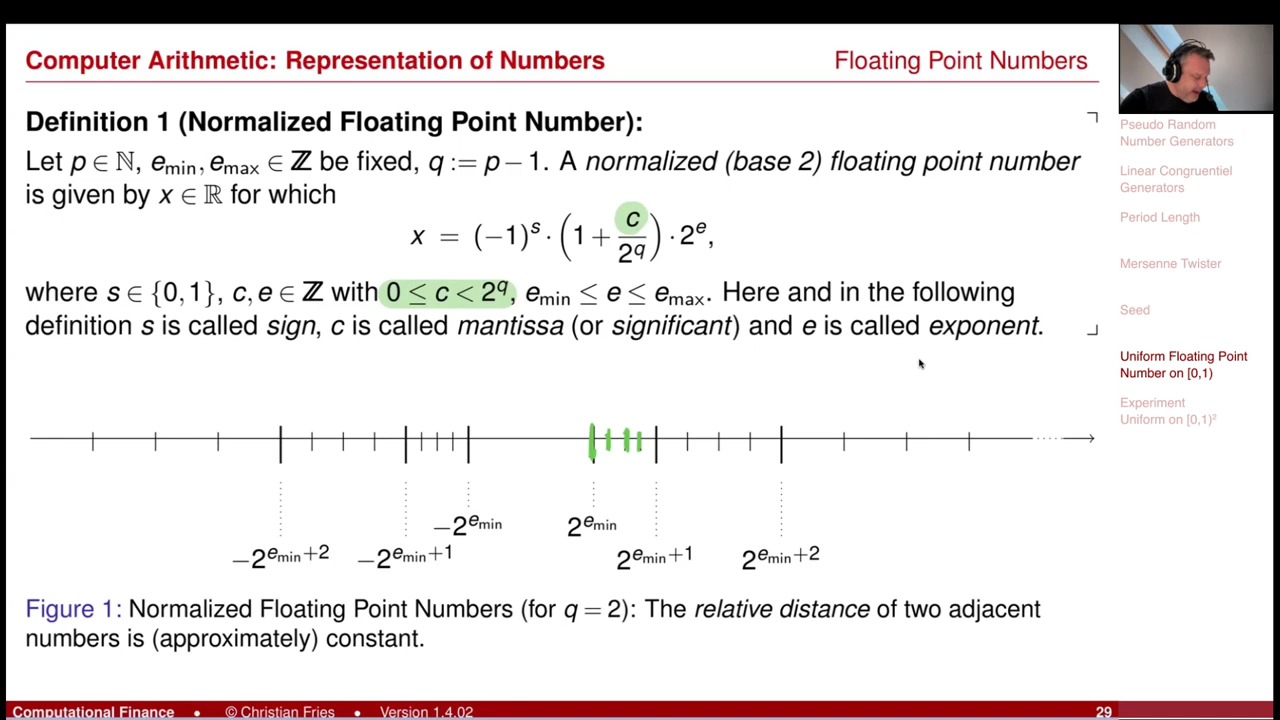 Computer Arithmetic: Representation of Numbers
Floating Point Numbers
Definition 1 (Normalized Floating Point Number):
Let p ∈ ℕ, e_min, e_max ∈ ℤ be fixed, q := p − 1. A normalized (base 2) floating point number
is given by x ∈ ℝ for which
x = (−1)^s · (1 + c/2^q) · 2^e,
where s ∈ {0, 1}, c, e ∈ ℤ with 0 ≤ c < 2^q, e_min ≤ e ≤ e_max. Here and in the following
definition s is called sign, c is called mantissa (or significant) and e is called exponent.
−2^{e_min} 2^{e_min}
−2^{e_min+2} −2^{e_min+1} 2^{e_min+1} 2^{e_min+2}
Figure 1: Normalized Floating Point Numbers (for q = 2): The relative distance of two adjacent
numbers is (approximately) constant.
Pseudo Random
Number Generators
Linear Congruentiel
Generators
Period Length
Mersenne Twister
Seed
Uniform Floating Point
Number on [0,1)
Experiment
Uniform on [0,1)²
Computational Finance • © Christian Fries • Version 1.4.02
29